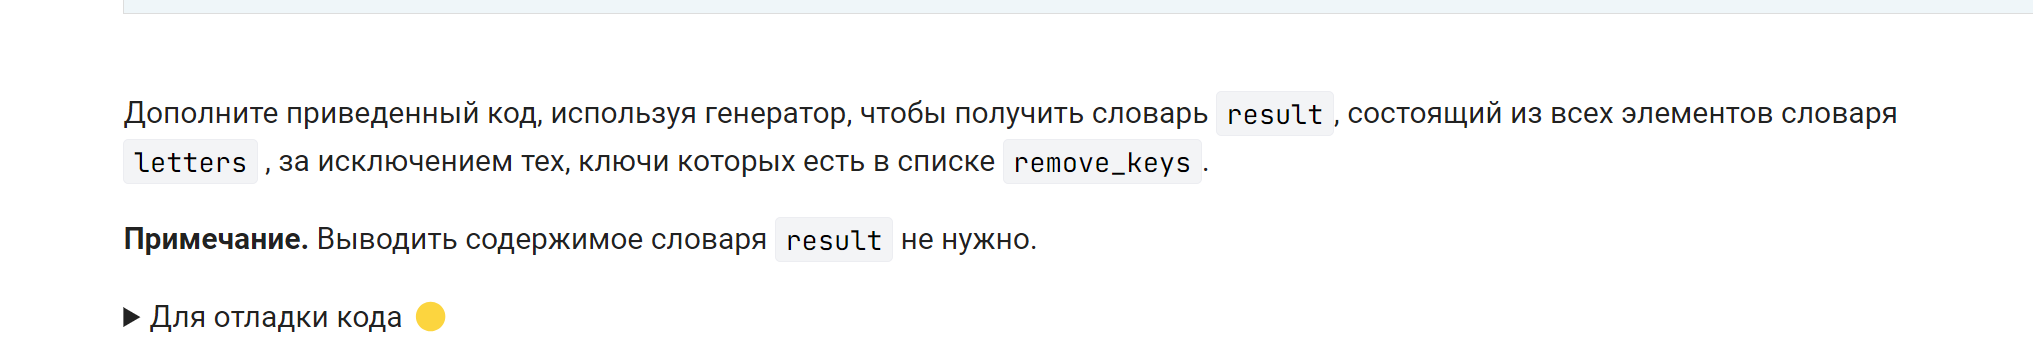 Дополните приведенный код, используя генератор, чтобы получить словарь result, состоящий из всех элементов словаря
letters , за исключением тех, ключи которых есть в списке remove_keys.
Примечание. Выводить содержимое словаря result не нужно.
Для отладки кода